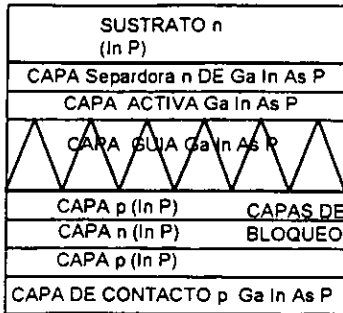 SUSTRATO n
(In P)
CAPA Separdora n DE Ga In As P
CAPA ACTIVA Ga In As P
CAPA GUIA Ga In As P
CAPA p (In P) CAPAS DE
CAPA n (In P) BLOQUEO
CAPA p (In P)
CAPA DE CONTACTO p Ga In As P